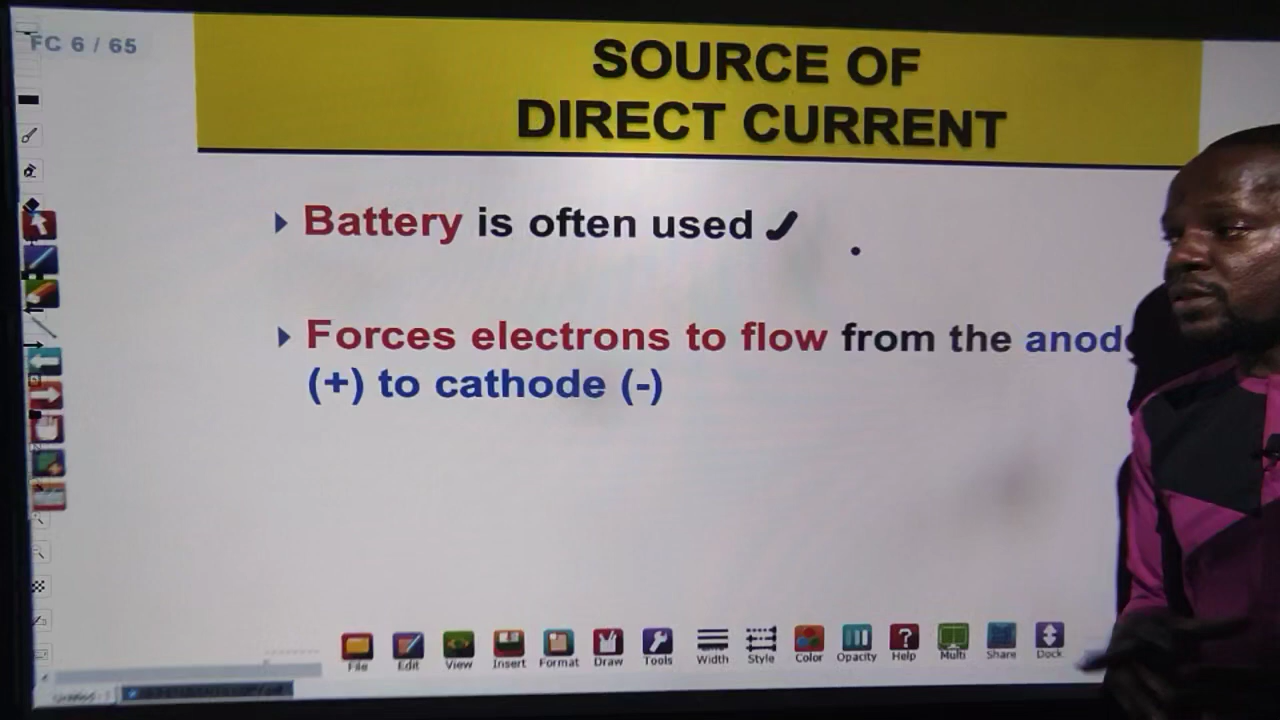 FC 6 / 65
SOURCE OF
DIRECT CURRENT
Battery is often used
Forces electrons to flow from the anod
(+) to cathode (-)
File Edit View Insert Format Draw Tools Width Style Color Opacity Help Multi Share Dock